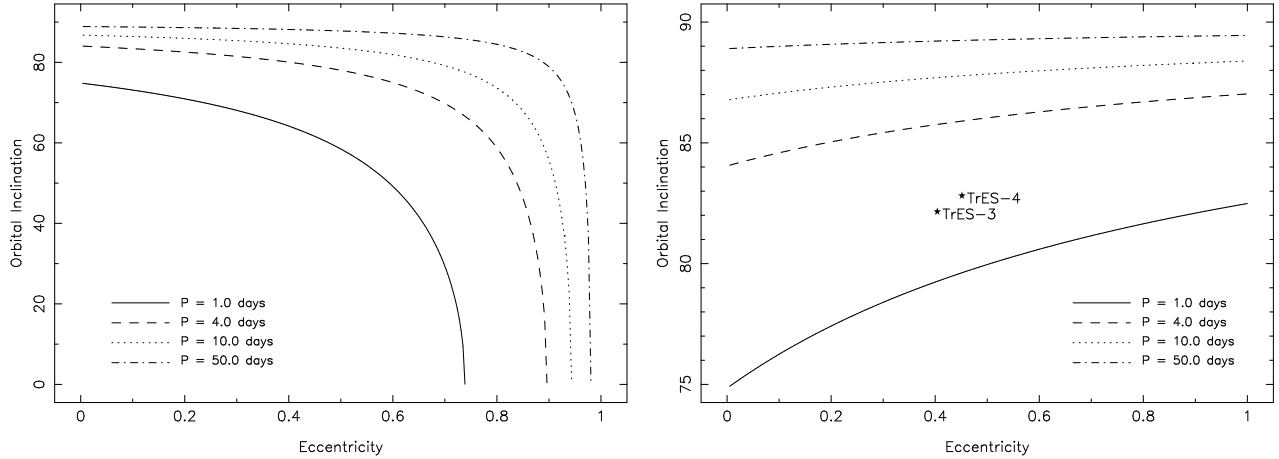 Orbital Inclination
80
60
40
20
0
P = 1.0 days
P = 4.0 days
P = 10.0 days
P = 50.0 days
0 0.2 0.4 0.6 0.8 1
Eccentricity
Orbital Inclination
90
85
80
75
TrES-4
TrES-3
P = 1.0 days
P = 4.0 days
P = 10.0 days
P = 50.0 days
0 0.2 0.4 0.6 0.8 1
Eccentricity